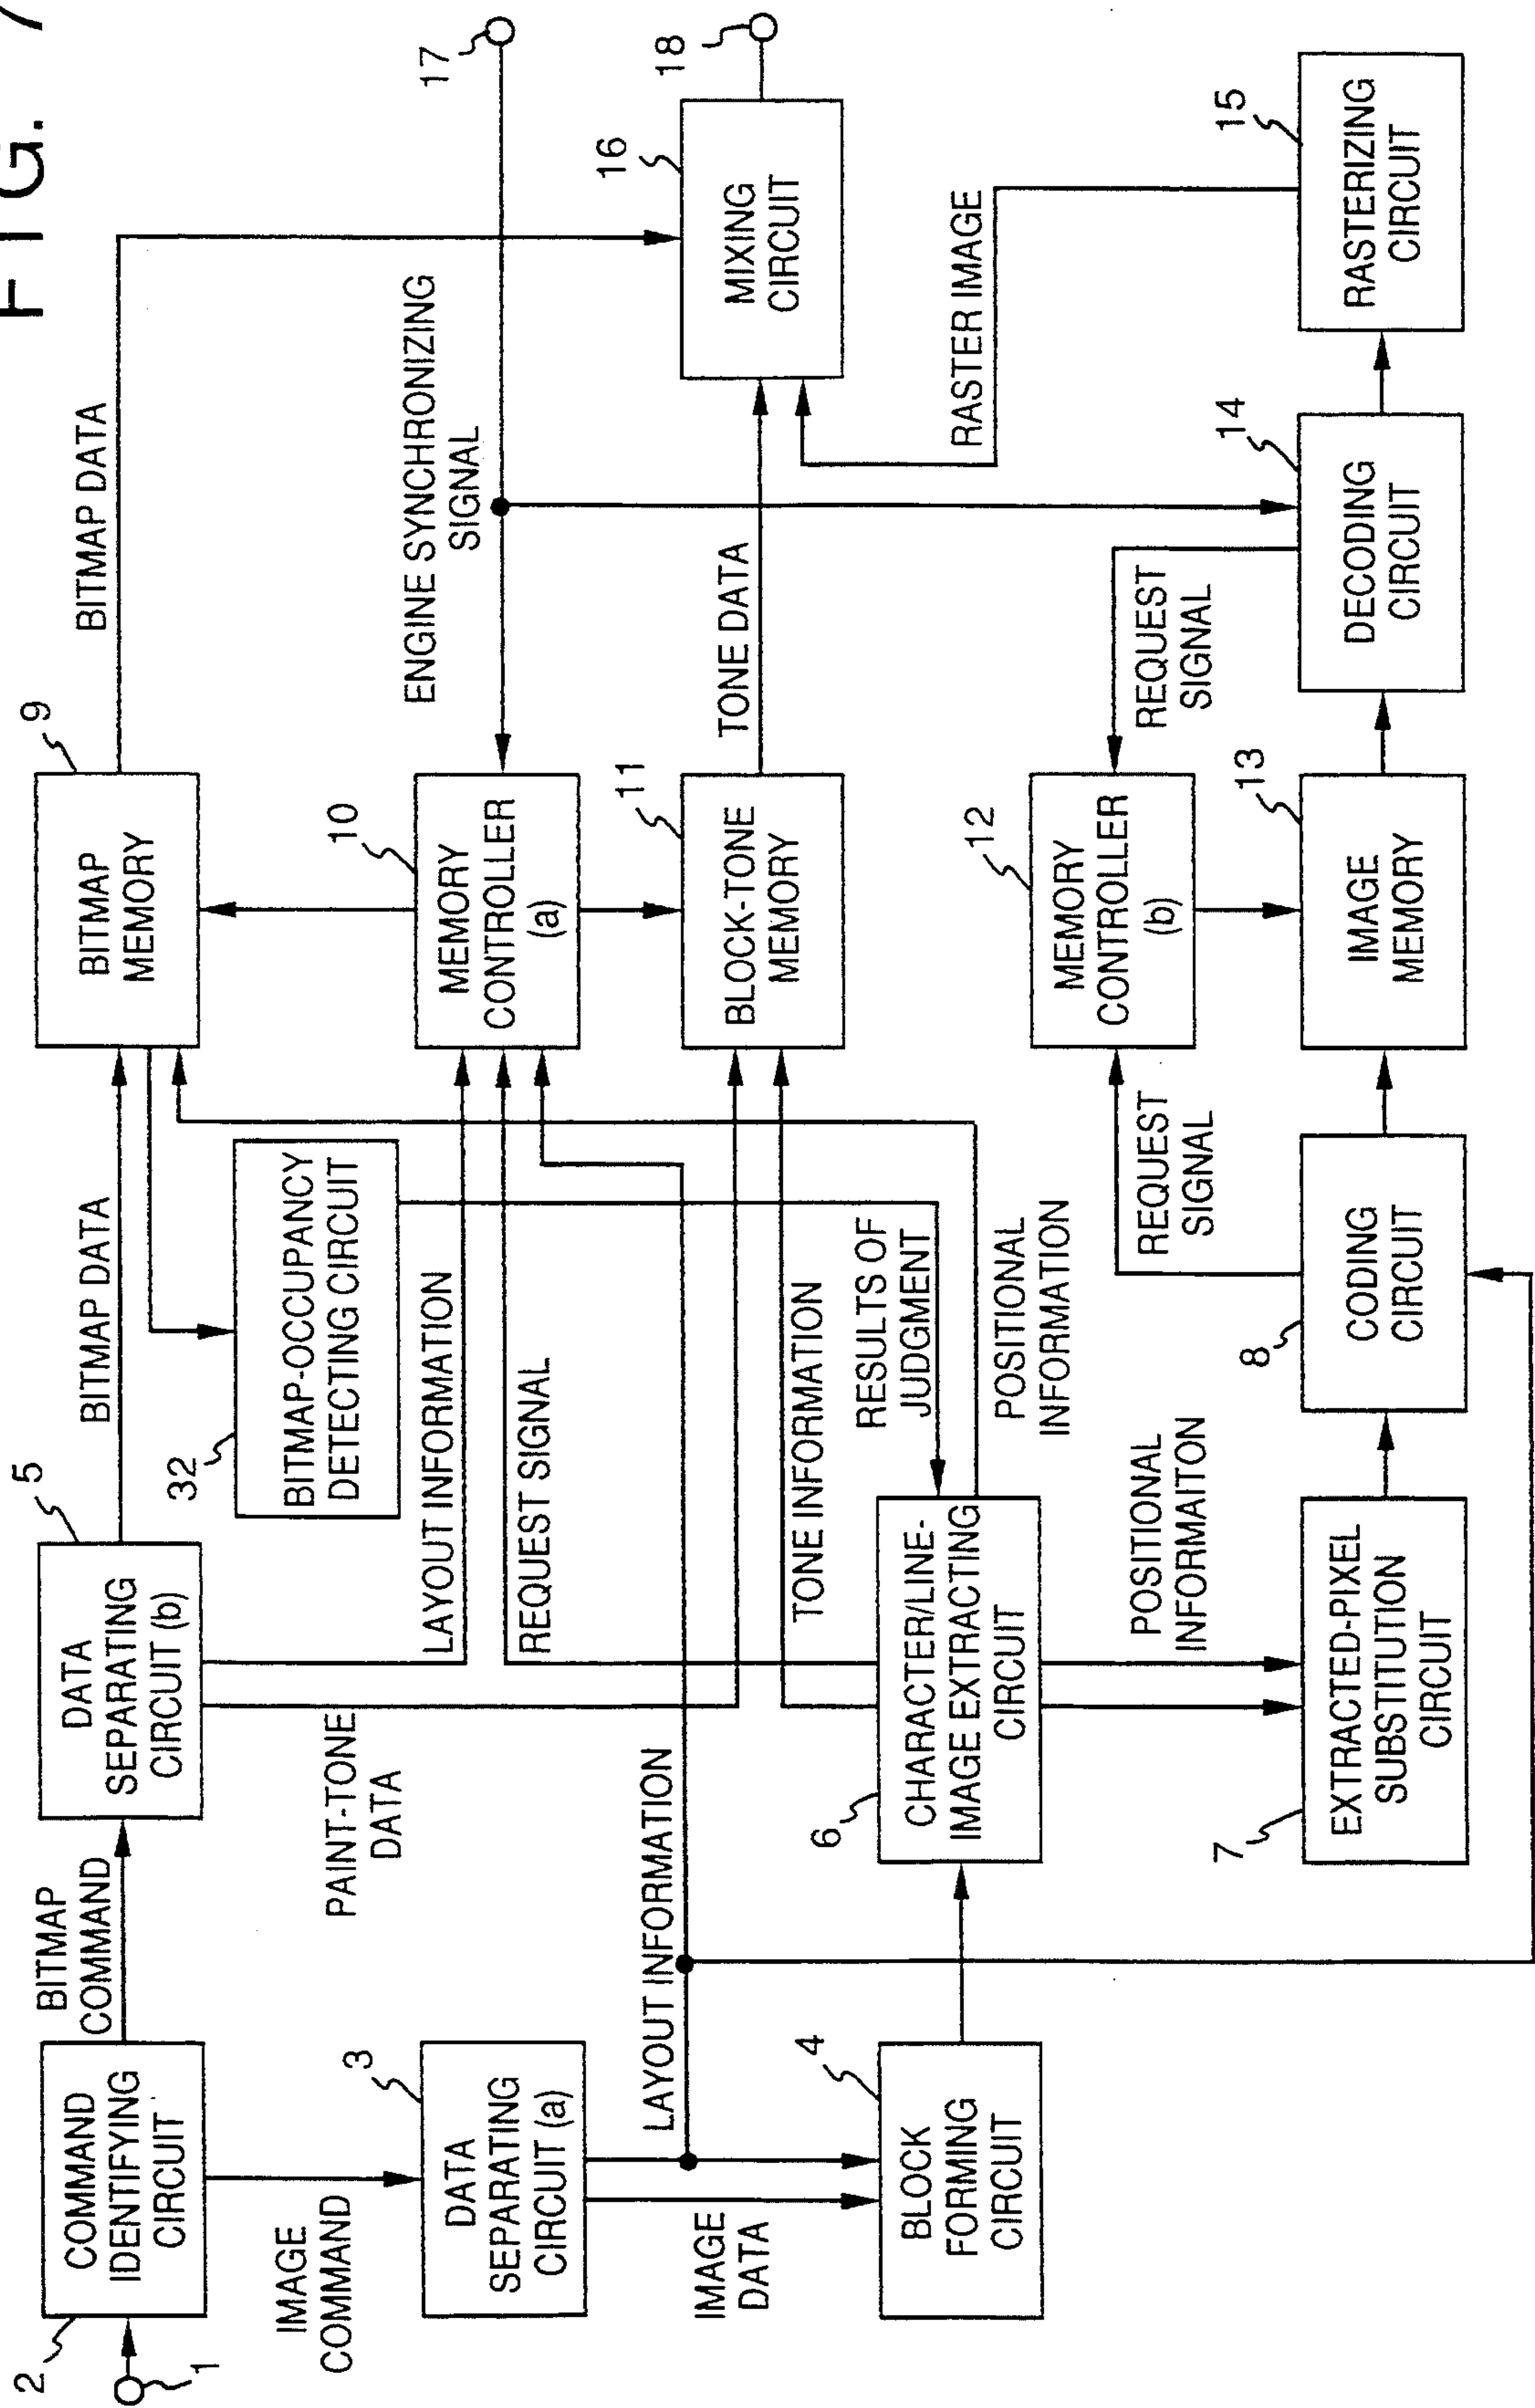 FIG. 7
1
2
COMMAND
IDENTIFYING
CIRCUIT
BITMAP
COMMAND
5
DATA
SEPARATING
CIRCUIT (b)
BITMAP DATA
9
BITMAP
MEMORY
BITMAP DATA
32
BITMAP-OCCUPANCY
DETECTING CIRCUIT
IMAGE
COMMAND
3
DATA
SEPARATING
CIRCUIT (a)
PAINT-TONE
DATA
LAYOUT INFORMATION
REQUEST SIGNAL
10
MEMORY
CONTROLLER
(a)
ENGINE SYNCHRONIZING
SIGNAL
17
LAYOUT INFORMATION
IMAGE
DATA
4
BLOCK
FORMING
CIRCUIT
TONE INFORMATION
11
BLOCK-TONE
MEMORY
TONE DATA
16
MIXING
CIRCUIT
18
6
CHARACTER/LINE-
IMAGE EXTRACTING
CIRCUIT
RESULTS OF
JUDGMENT
POSITIONAL
INFORMATION
RASTER IMAGE
12
MEMORY
CONTROLLER
(b)
REQUEST
SIGNAL
REQUEST
SIGNAL
POSITIONAL
INFORMAITON
7
EXTRACTED-PIXEL
SUBSTITUTION
CIRCUIT
8
CODING
CIRCUIT
13
IMAGE
MEMORY
14
DECODING
CIRCUIT
15
RASTERIZING
CIRCUIT